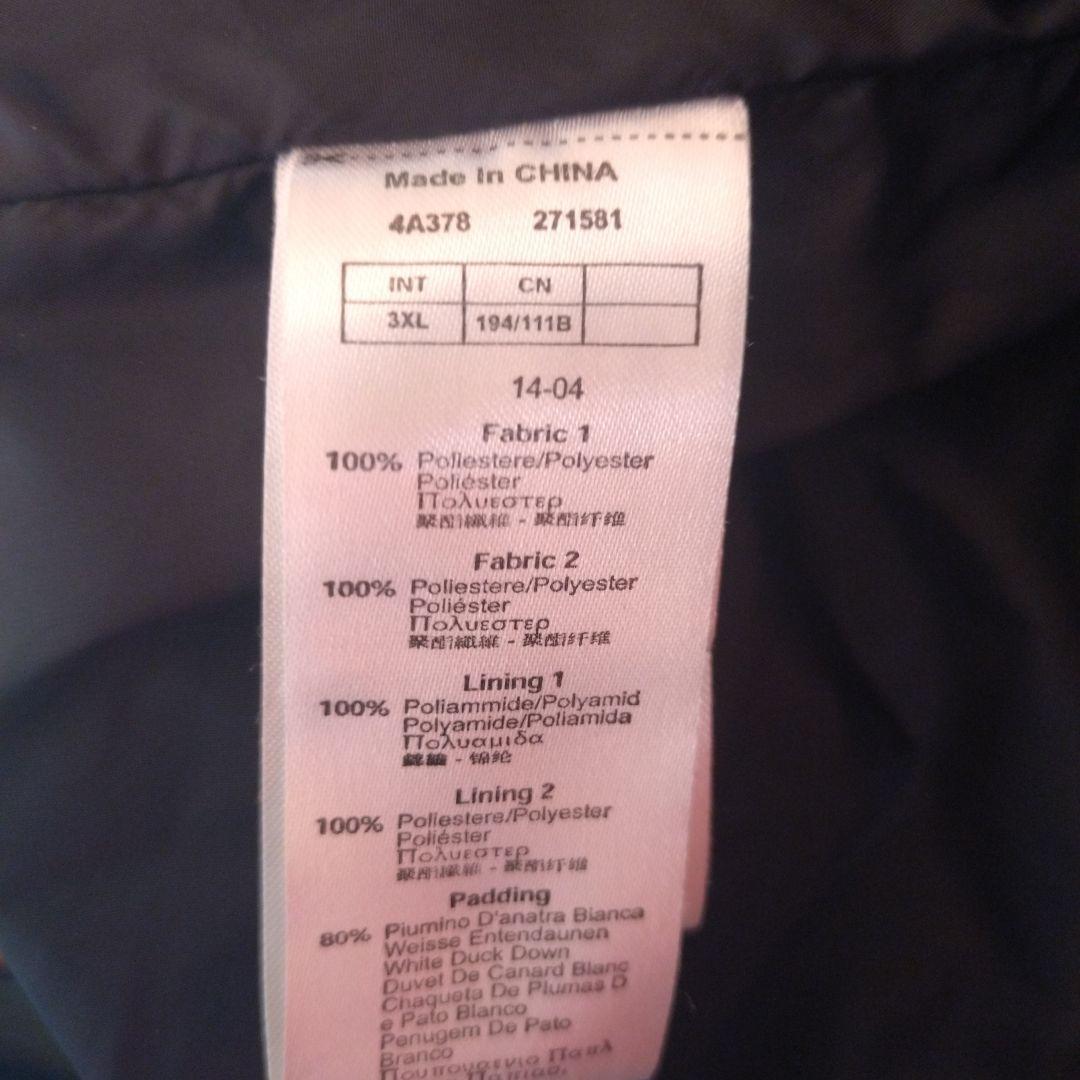 Made In CHINA
4A378 271581
INT CN
3XL 194/111B
14-04
Fabric 1
100% Poliestere/Polyester
Poliéster
Πολυεστερ
聚酯纖維 - 聚酯纤维
Fabric 2
100% Poliestere/Polyester
Poliéster
Πολυεστερ
聚酯纖維 - 聚酯纤维
Lining 1
100% Poliammide/Polyamid
Polyamide/Poliamida
Πολυαμιδα
- 锦纶
Lining 2
100% Poliestere/Polyester
Poliéster
Πολυεστερ
聚酯纖維 - 聚酯纤维
Padding
80% Piumino D'anatra Bianca
Weisse Entendaunen
White Duck Down
Duvet De Canard Blanc
Chaqueta De Plumas D
e Pato Blanco
Penugem De Pato
Branco